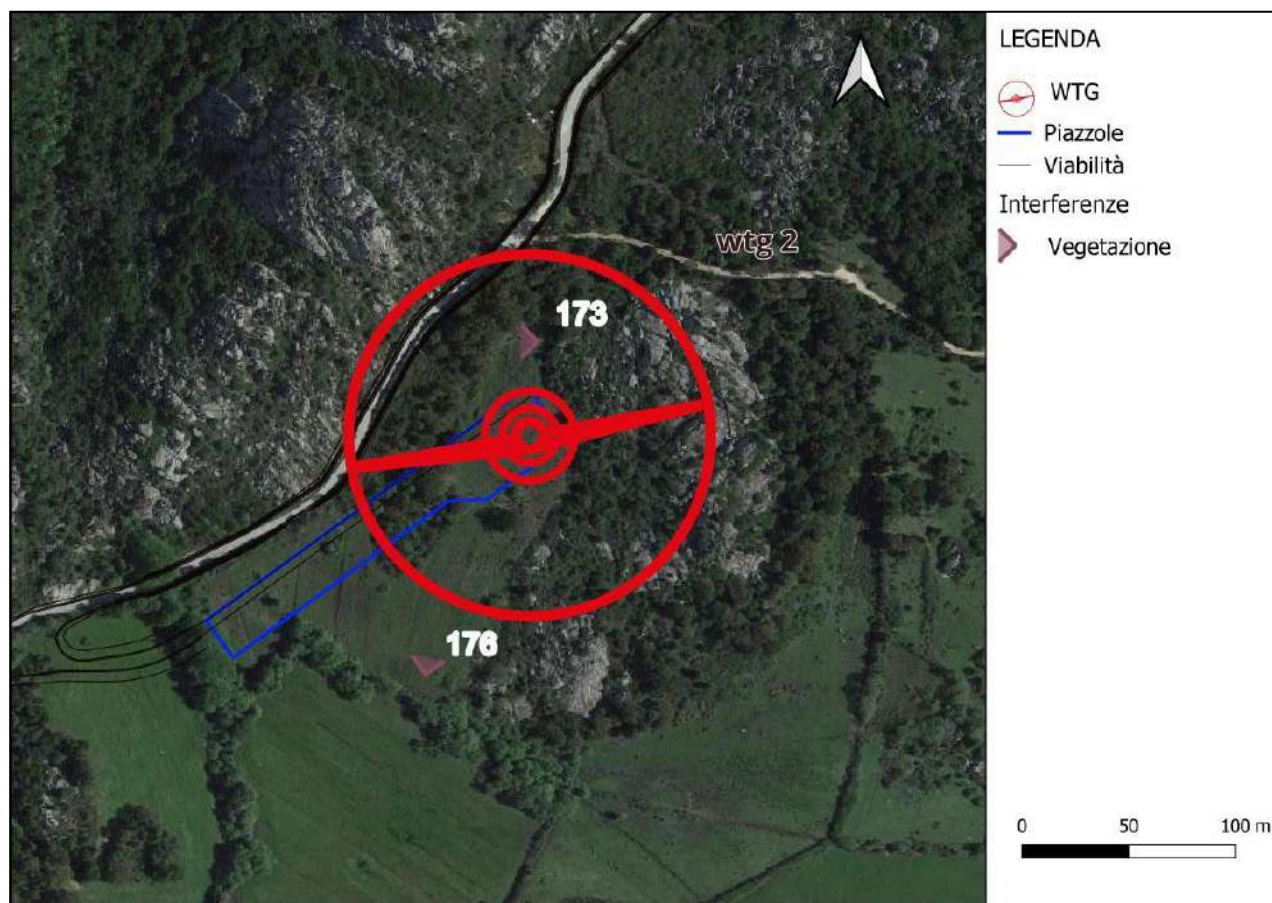 wtg 2
173
176
LEGENDA
WTG
Piazzole
Viabilità
Interferenze
Vegetazione
0 50 100 m